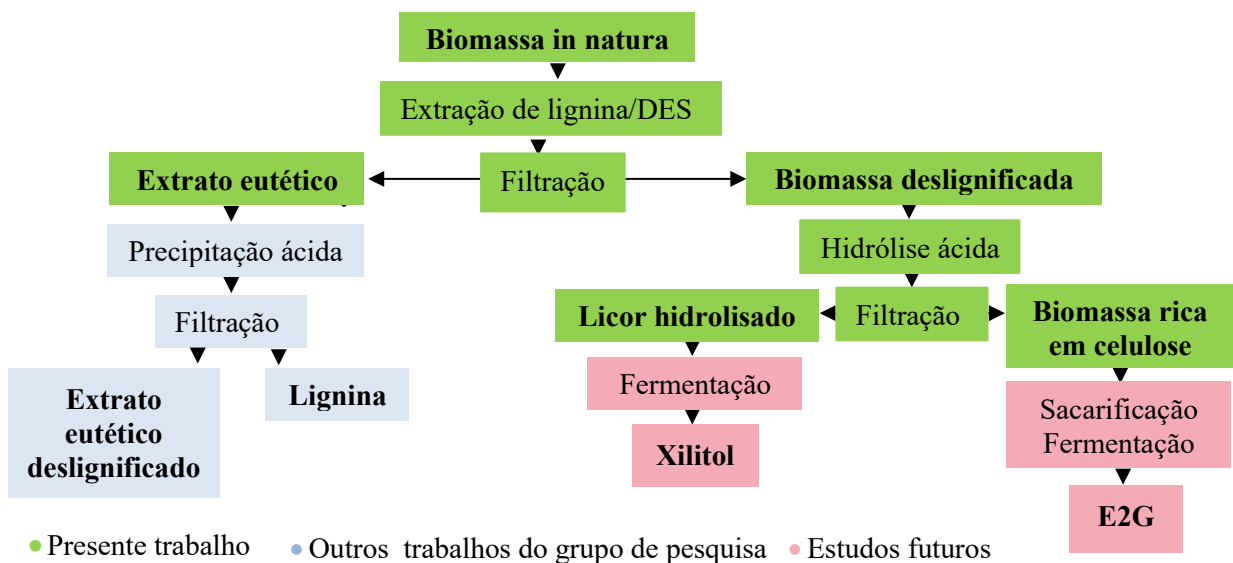 Biomassa in natura
Extração de lignina/DES
Extrato eutético
Filtração
Biomassa deslignificada
Precipitação ácida
Hidrólise ácida
Filtração
Licor hidrolisado
Filtração
Biomassa rica
em celulose
Extrato
eutético
deslignificado
Lignina
Fermentação
Xilitol
Sacarificação
Fermentação
E2G
• Presente trabalho
• Outros trabalhos do grupo de pesquisa
• Estudos futuros